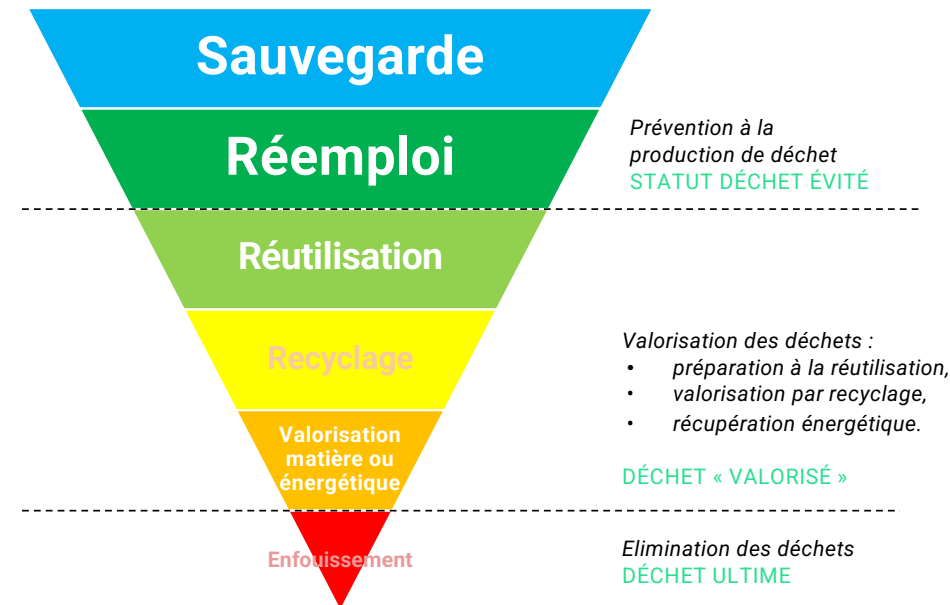 Sauvegarde
Réemploi
Prévention à la
production de déchet
STATUT DÉCHET ÉVITÉ
Réutilisation
Recyclage
Valorisation des déchets :
• préparation à la réutilisation,
• valorisation par recyclage,
• récupération énergétique.
Valorisation
matière ou
énergétique
DÉCHET « VALORISÉ »
Enfouissement
Elimination des déchets
DÉCHET ULTIME